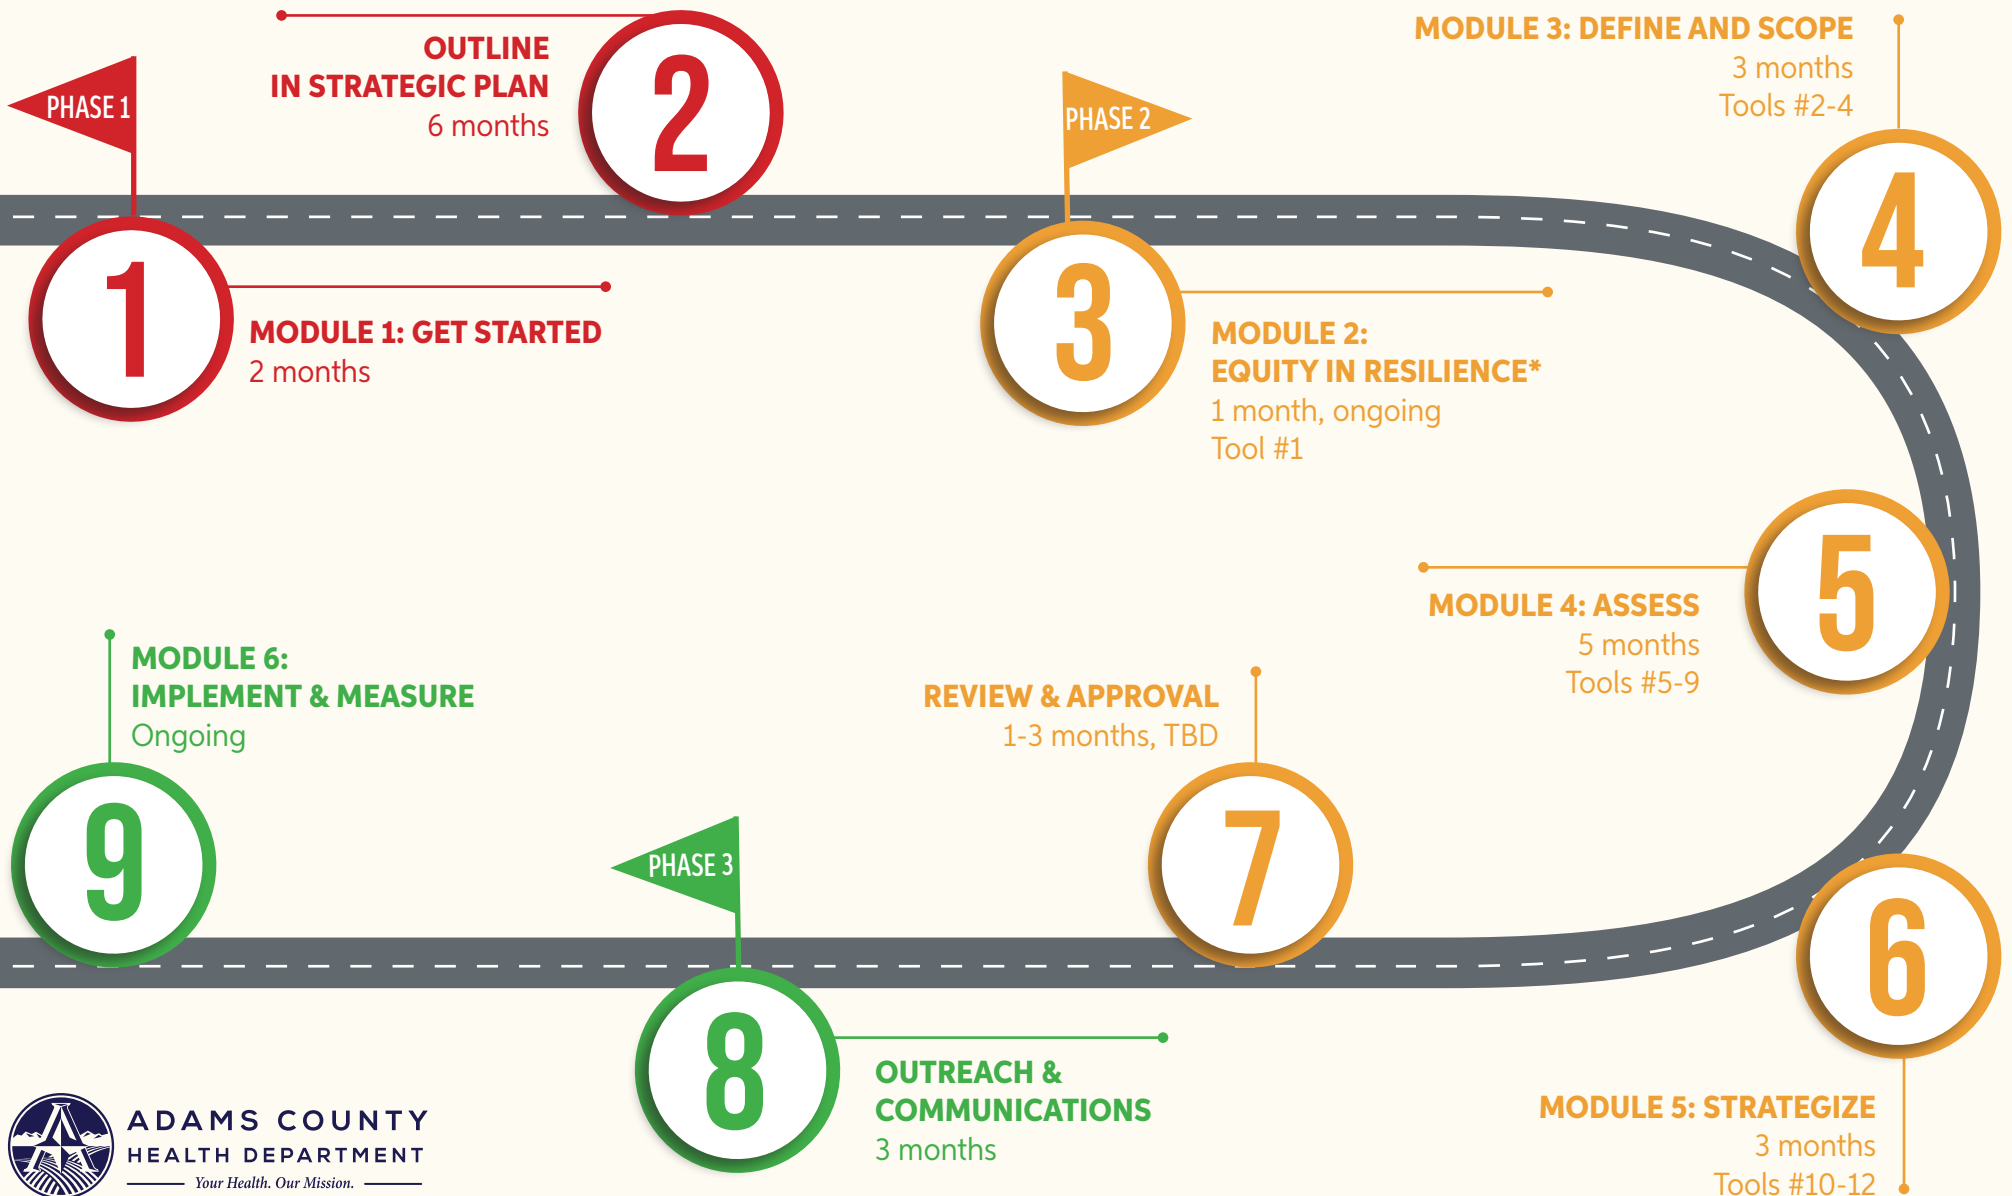 PHASE 1
1
MODULE 1: GET STARTED
2 months
OUTLINE
IN STRATEGIC PLAN
6 months
2
PHASE 2
3
MODULE 2:
EQUITY IN RESILIENCE*
1 month, ongoing
Tool #1
MODULE 3: DEFINE AND SCOPE
3 months
Tools #2-4
4
MODULE 4: ASSESS
5 months
Tools #5-9
5
6
MODULE 5: STRATEGIZE
3 months
Tools #10-12
REVIEW & APPROVAL
1-3 months, TBD
7
PHASE 3
8
OUTREACH &
COMMUNICATIONS
3 months
MODULE 6:
IMPLEMENT & MEASURE
Ongoing
9
ADAMS COUNTY
HEALTH DEPARTMENT
Your Health. Our Mission.